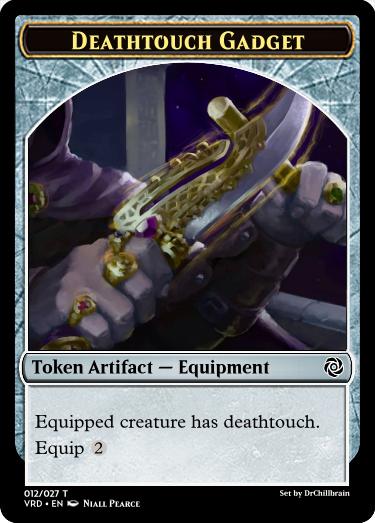 DEATHTOUCH GADGET
Token Artifact — Equipment
Equipped creature has deathtouch.
Equip 2
012/027 T
Set by DrChillbrain
VRD • EN NIALL PEARCE